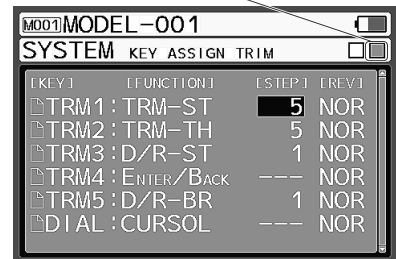 M001 MODEL-001
SYSTEM KEY ASSIGN TRIM
[KEY] [FUNCTION] [STEP] [REV]
TRM1:TRM-ST 5 NOR
TRM2:TRM-TH 5 NOR
TRM3:D/R-ST 1 NOR
TRM4:ENTER/BACK --- NOR
TRM5:D/R-BR 1 NOR
DIAL:CURSOL --- NOR